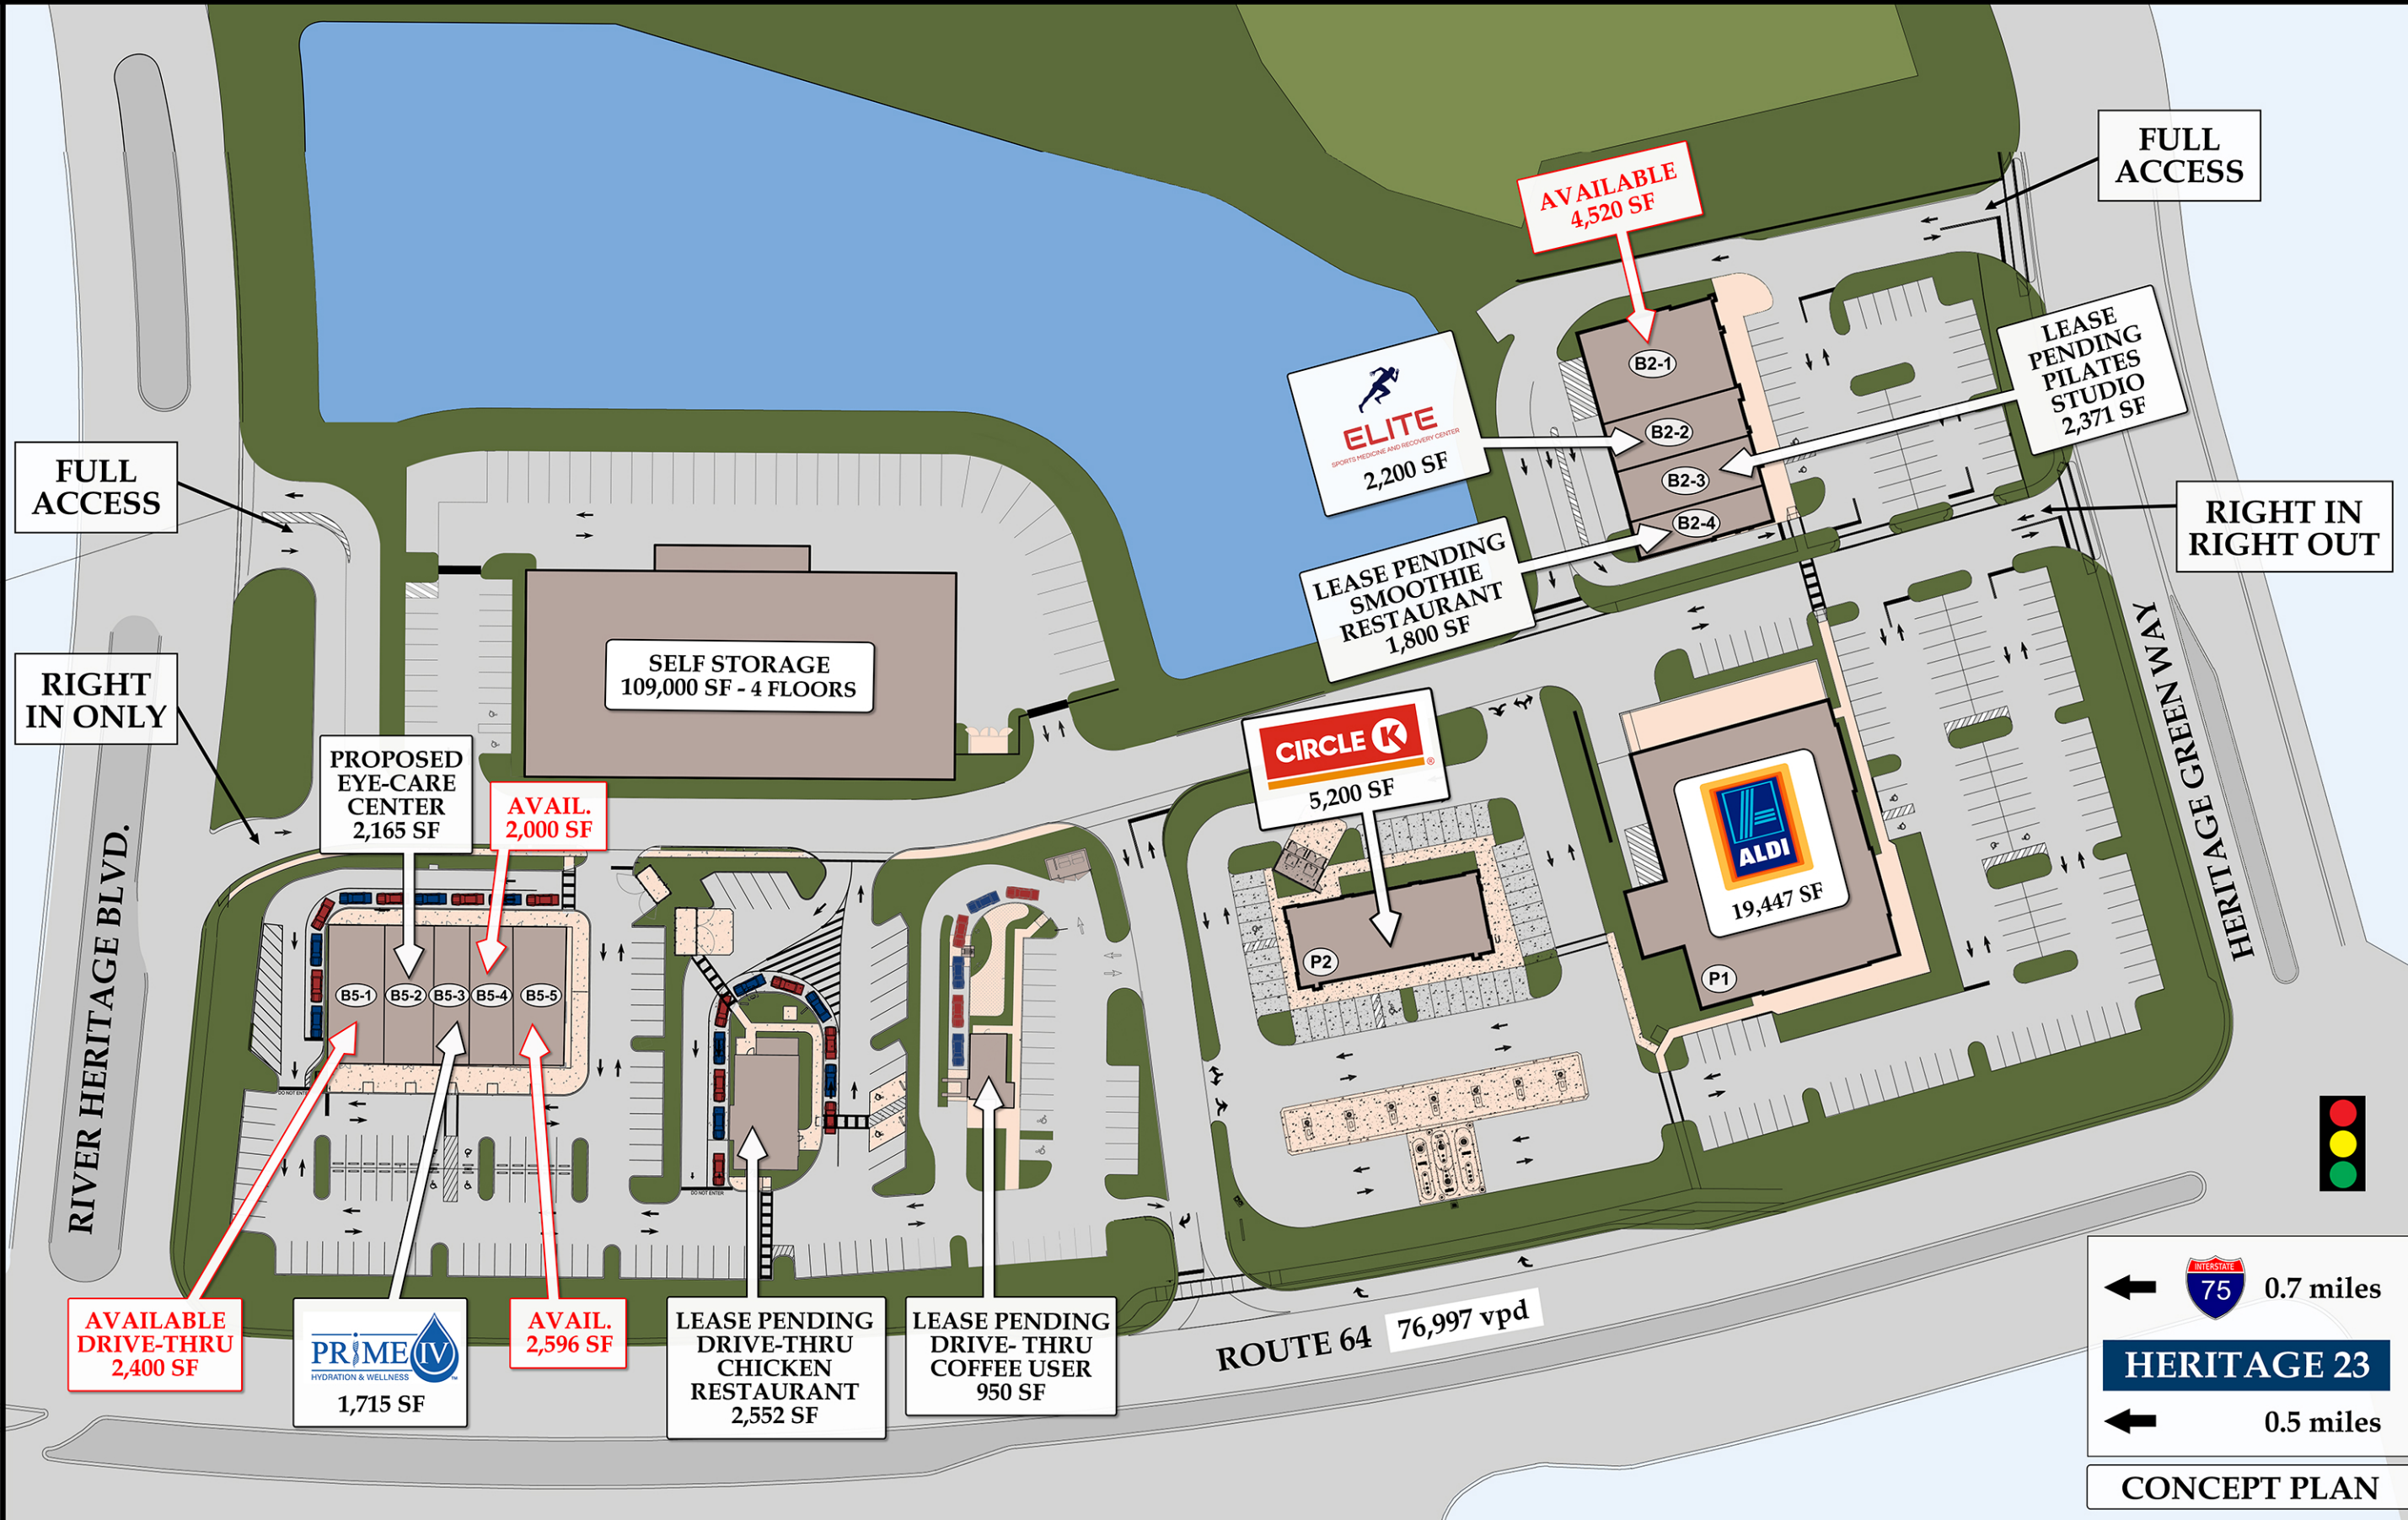 FULL
ACCESS
AVAILABLE
4,520 SF
LEASE
PENDING
PILATES
STUDIO
2,371 SF
B2-1
B2-2
B2-3
B2-4
ELITE
SPORTS MEDICINE AND RECOVERY CENTER
2,200 SF
FULL
ACCESS
RIGHT IN
RIGHT OUT
LEASE PENDING
SMOOTHIE
RESTAURANT
1,800 SF
SELF STORAGE
109,000 SF - 4 FLOORS
RIGHT
IN ONLY
CIRCLE K
®
5,200 SF
PROPOSED
EYE-CARE
CENTER
2,165 SF
AVAIL.
2,000 SF
ALDI
19,447 SF
HERITAGE GREEN WAY
RIVER HERITAGE BLVD.
P2
P1
B5-1
B5-2
B5-3
B5-4
B5-5
DO NOT ENTER
DO NOT ENTER
AVAILABLE
DRIVE-THRU
2,400 SF
PRIME IV
TM
HYDRATION & WELLNESS
1,715 SF
AVAIL.
2,596 SF
LEASE PENDING
DRIVE-THRU
CHICKEN
RESTAURANT
2,552 SF
LEASE PENDING
DRIVE- THRU
COFFEE USER
950 SF
ROUTE 64
76,997 vpd
INTERSTATE
75
0.7 miles
HERITAGE 23
0.5 miles
CONCEPT PLAN